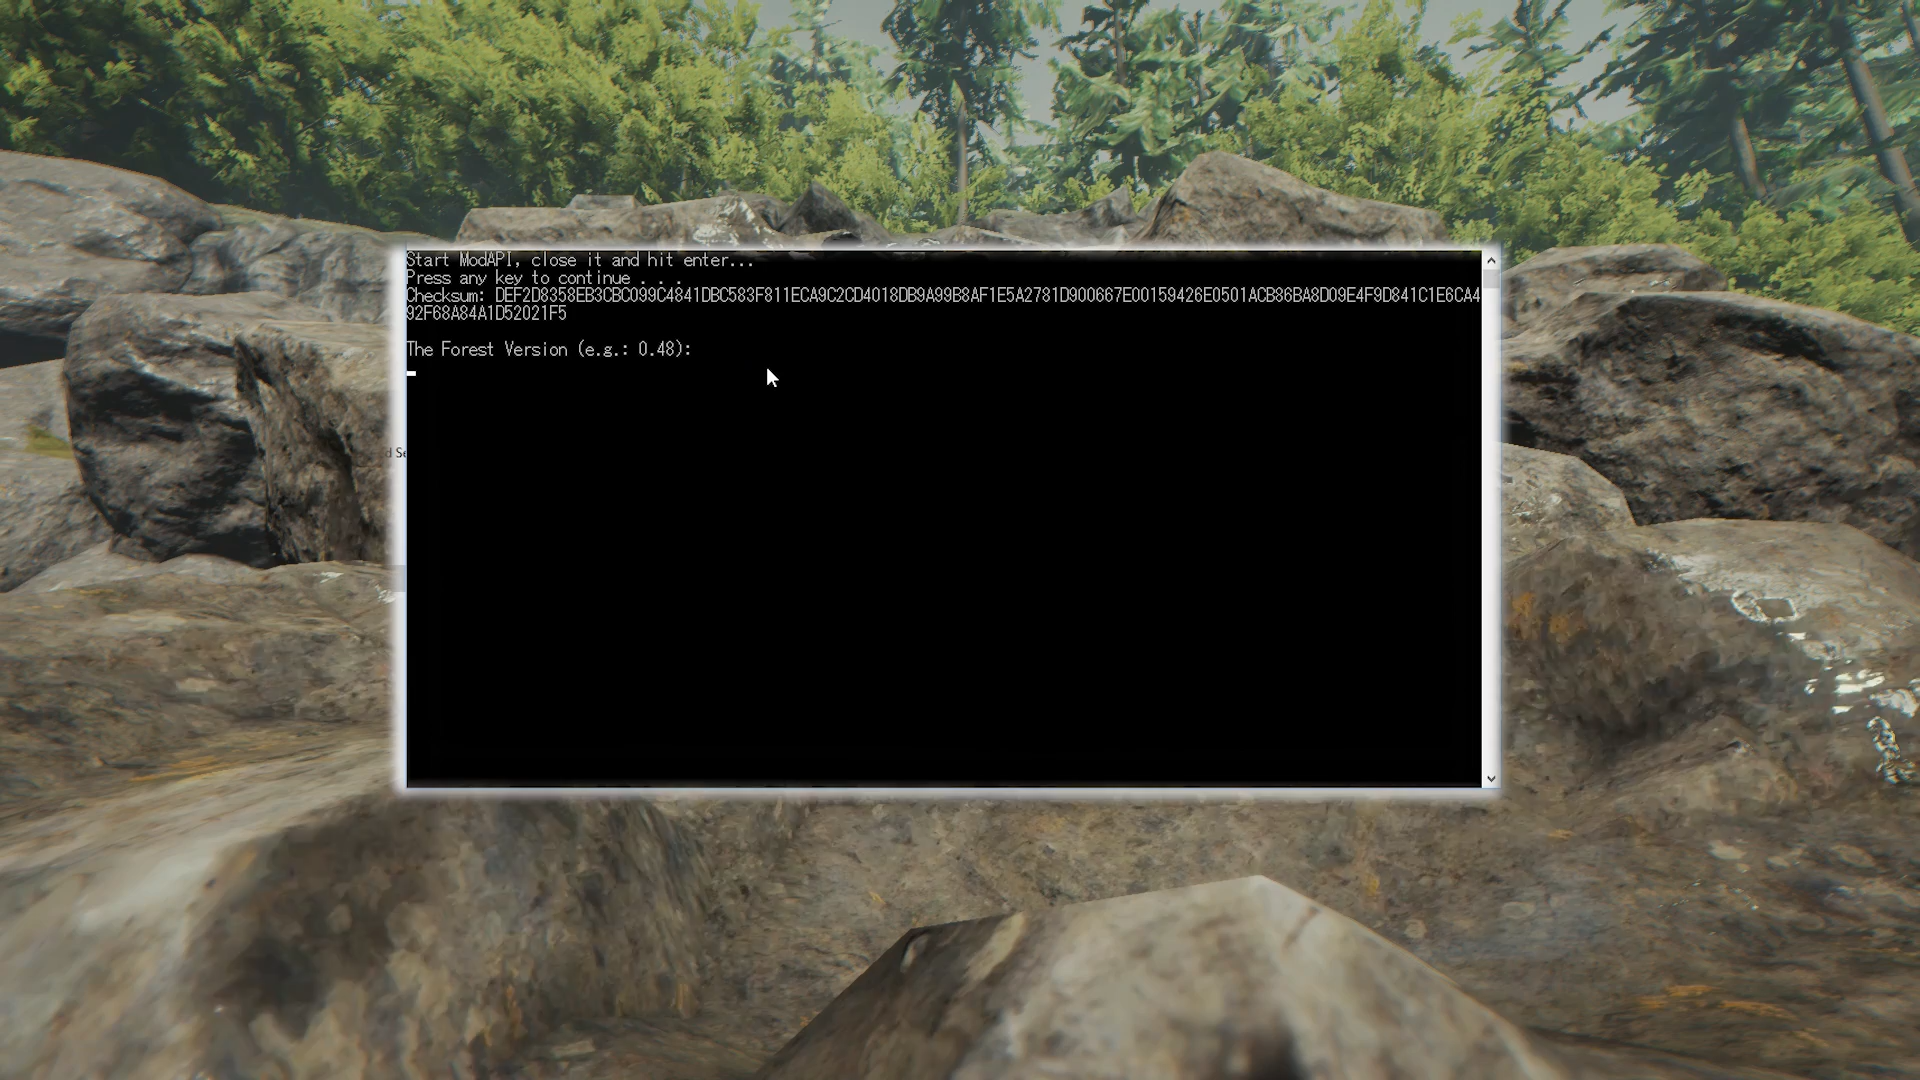 Start ModAPI, close it and hit enter...
Press any key to continue . . .
Checksum: DEF2D8358EB3CBC099C4841DBC583F811ECA9C2CD4018DB9A99B8AF1E5A2781D900667E00159426E0501ACB86BA8D09E4F9D841C1E6CA4
92F68A84A1D52021F5
The Forest Version (e.g.: 0.48):
d Se